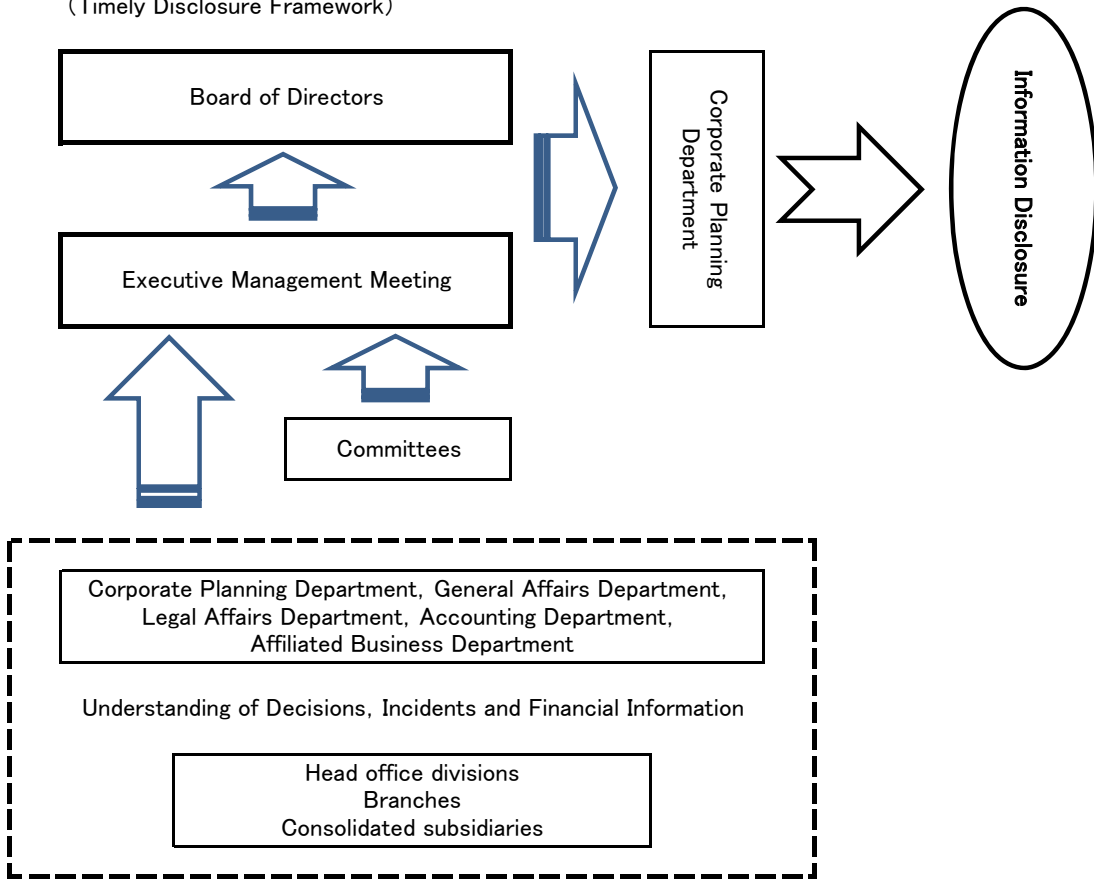 (Timely Disclosure Framework)
Board of Directors
Executive Management Meeting
Committees
Corporate Planning
Department
Information Disclosure
Corporate Planning Department, General Affairs Department,
Legal Affairs Department, Accounting Department,
Affiliated Business Department
Understanding of Decisions, Incidents and Financial Information
Head office divisions
Branches
Consolidated subsidiaries